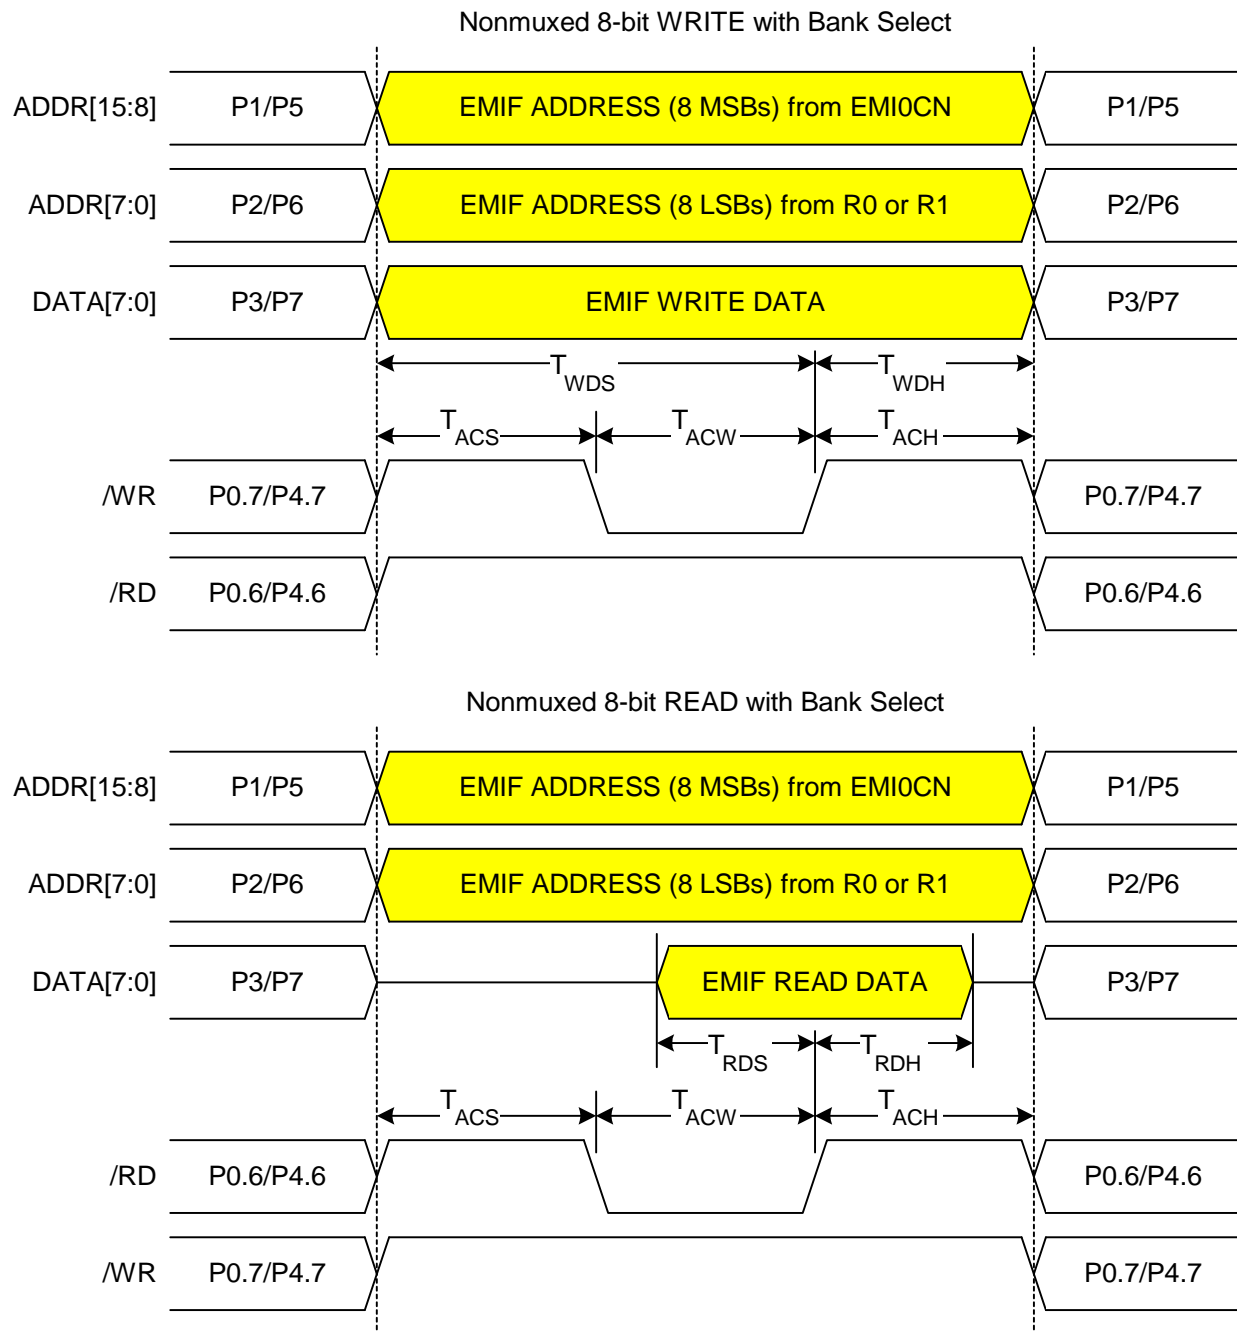 Nonmuxed 8-bit WRITE with Bank Select
ADDR[15:8] P1/P5 EMIF ADDRESS (8 MSBs) from EMI0CN P1/P5
ADDR[7:0] P2/P6 EMIF ADDRESS (8 LSBs) from R0 or R1 P2/P6
DATA[7:0] P3/P7 EMIF WRITE DATA P3/P7
TWDS TWDH
TACS TACW TACH
/WR P0.7/P4.7 P0.7/P4.7
/RD P0.6/P4.6 P0.6/P4.6
Nonmuxed 8-bit READ with Bank Select
ADDR[15:8] P1/P5 EMIF ADDRESS (8 MSBs) from EMI0CN P1/P5
ADDR[7:0] P2/P6 EMIF ADDRESS (8 LSBs) from R0 or R1 P2/P6
DATA[7:0] P3/P7 EMIF READ DATA P3/P7
TRDS TRDH
TACS TACW TACH
/RD P0.6/P4.6 P0.6/P4.6
/WR P0.7/P4.7 P0.7/P4.7